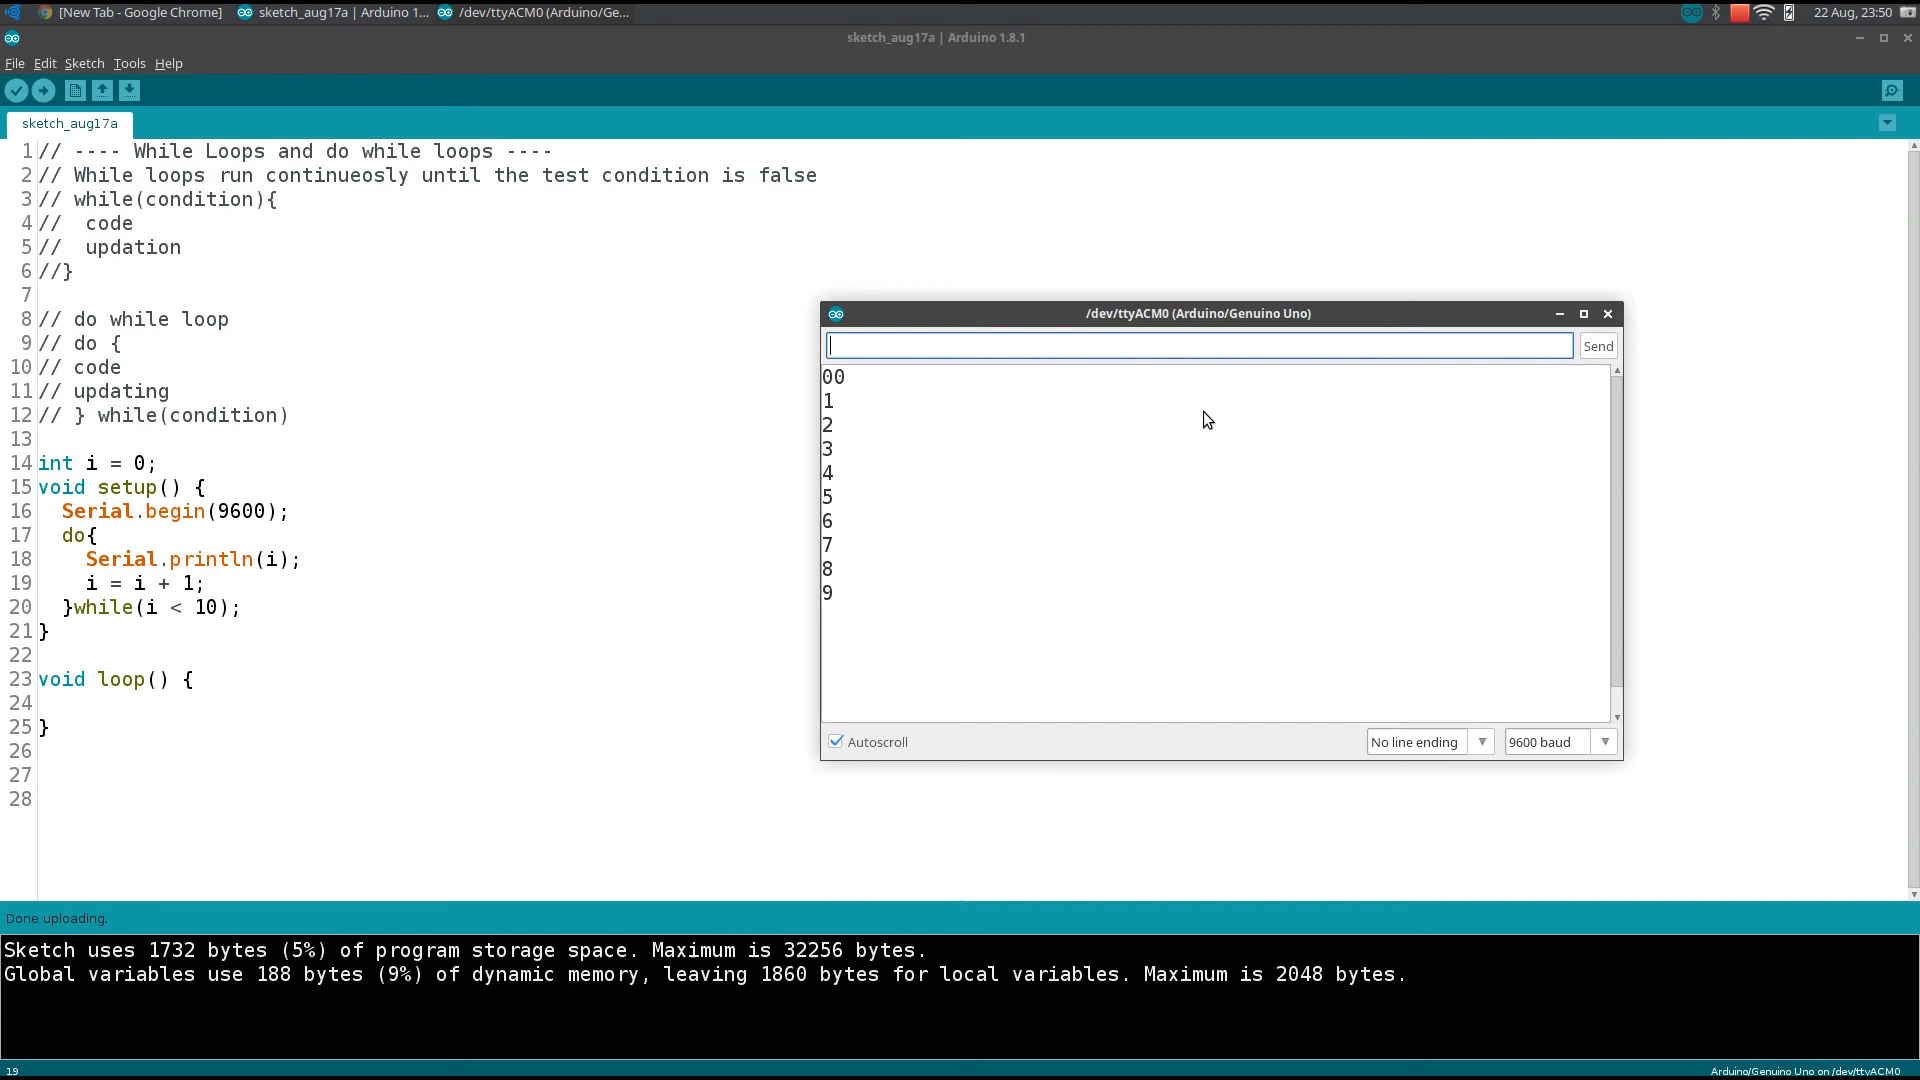 [New Tab - Google Chrome] sketch_aug17a | Arduino 1... /dev/ttyACM0 (Arduino/Ge... 22 Aug, 23:50
sketch_aug17a | Arduino 1.8.1
File Edit Sketch Tools Help
sketch_aug17a
1 // ---- While Loops and do while loops ----
2 // While loops run continueosly until the test condition is false
3 // while(condition){
4 //  code
5 //  updation
6 //}
7
8 // do while loop
9 // do {
10 // code
11 // updating
12 // } while(condition)
13
14 int i = 0;
15 void setup() {
16   Serial.begin(9600);
17   do{
18     Serial.println(i);
19     i = i + 1;
20   }while(i < 10);
21 }
22
23 void loop() {
24
25 }
26
27
28
/dev/ttyACM0 (Arduino/Genuino Uno)
Send
00
1
2
3
4
5
6
7
8
9
Autoscroll No line ending 9600 baud
Done uploading.
Sketch uses 1732 bytes (5%) of program storage space. Maximum is 32256 bytes.
Global variables use 188 bytes (9%) of dynamic memory, leaving 1860 bytes for local variables. Maximum is 2048 bytes.
19 Arduino/Genuino Uno on /dev/ttyACM0